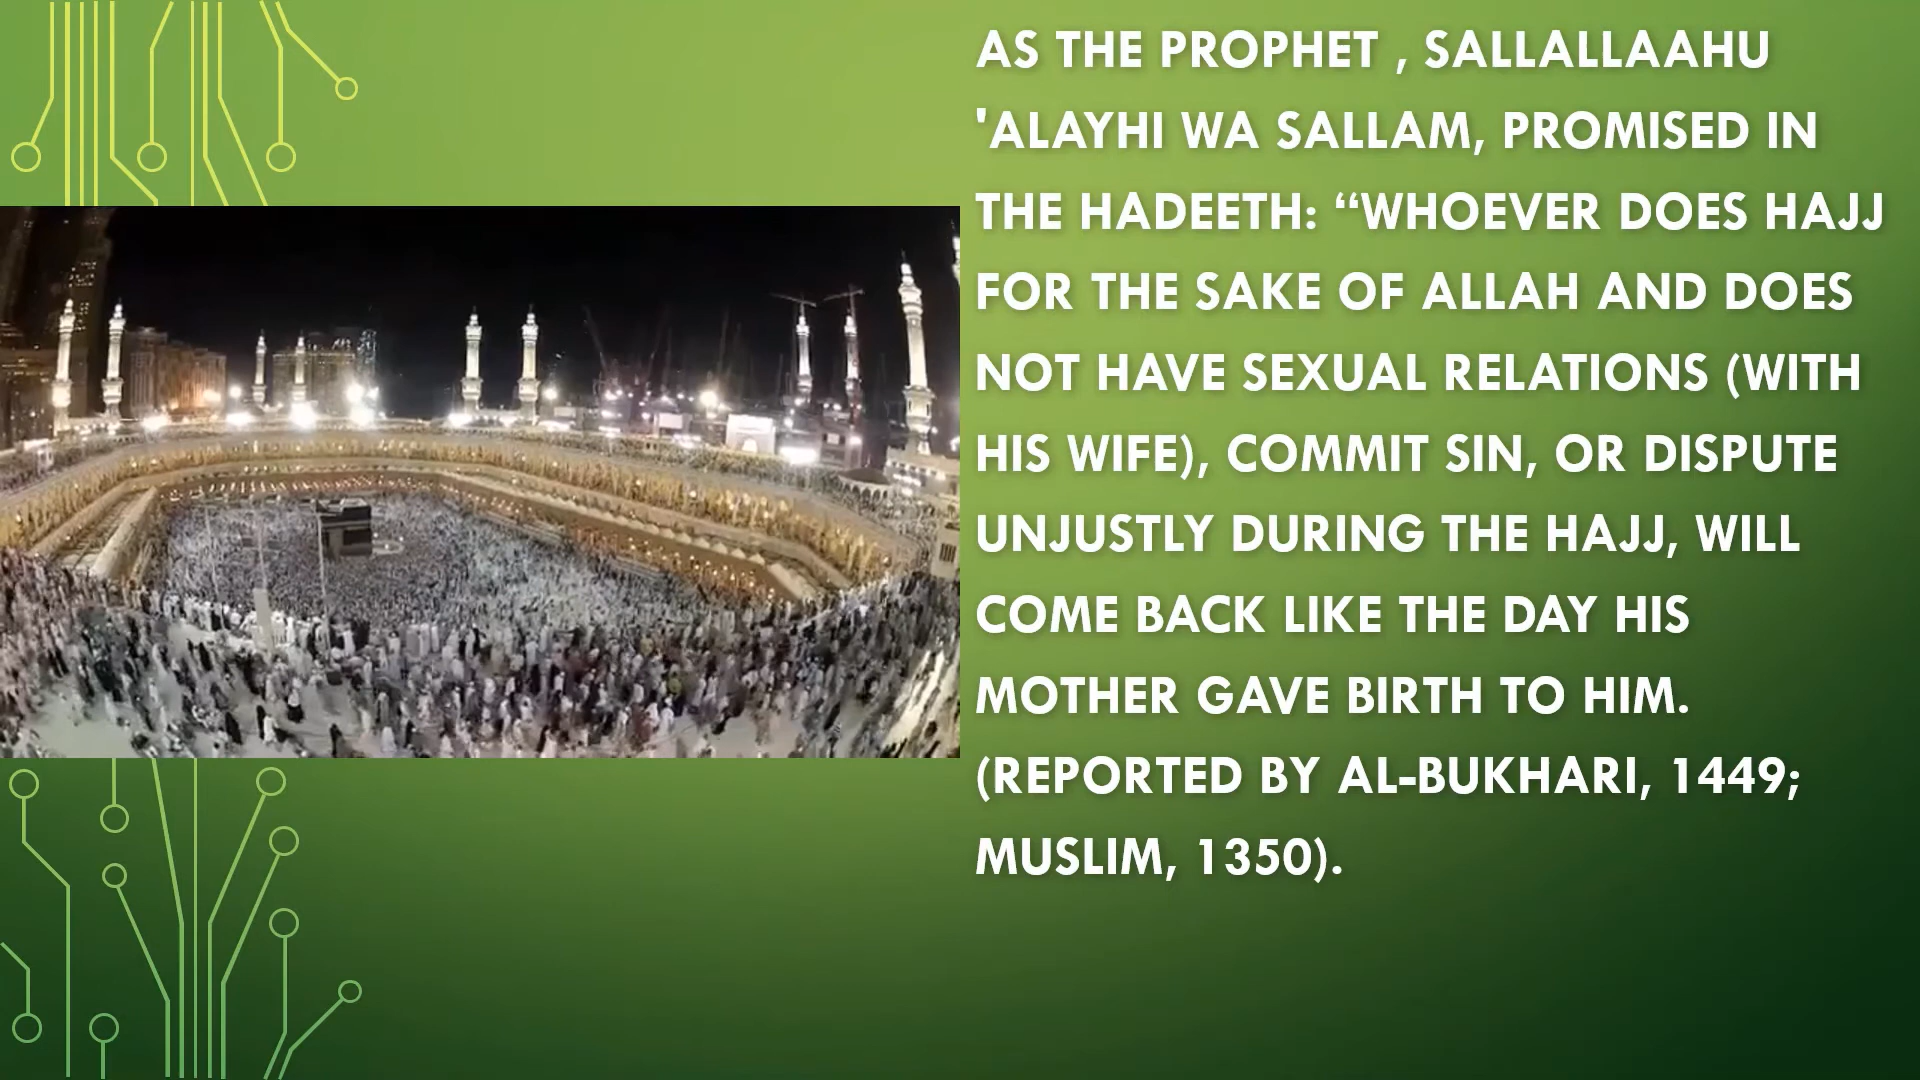 AS THE PROPHET , SALLALLAAHU
'ALAYHI WA SALLAM, PROMISED IN
THE HADEETH: “WHOEVER DOES HAJJ
FOR THE SAKE OF ALLAH AND DOES
NOT HAVE SEXUAL RELATIONS (WITH
HIS WIFE), COMMIT SIN, OR DISPUTE
UNJUSTLY DURING THE HAJJ, WILL
COME BACK LIKE THE DAY HIS
MOTHER GAVE BIRTH TO HIM.
(REPORTED BY AL-BUKHARI, 1449;
MUSLIM, 1350).